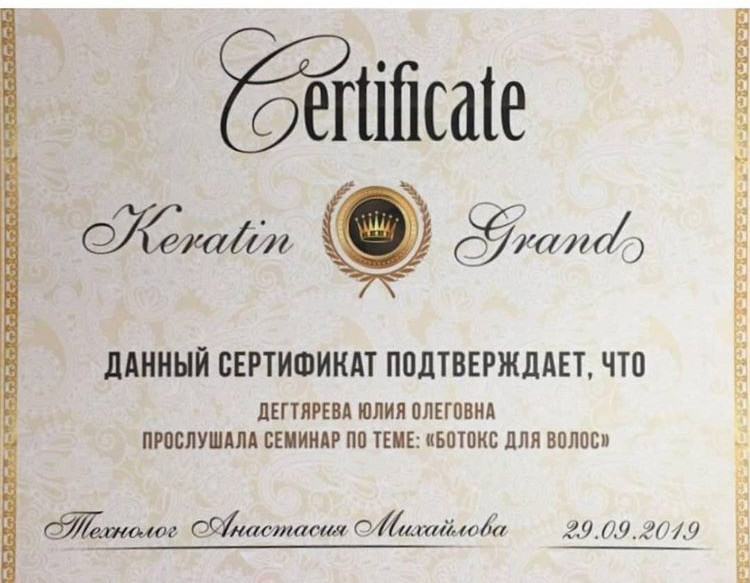 Certificate
Keratin Grand
ДАННЫЙ СЕРТИФИКАТ ПОДТВЕРЖДАЕТ, ЧТО
ДЕГТЯРЕВА ЮЛИЯ ОЛЕГОВНА
ПРОСЛУШАЛА СЕМИНАР ПО ТЕМЕ: «БОТОКС ДЛЯ ВОЛОС»
Технолог Анастасия Михайлова 29.09.2019